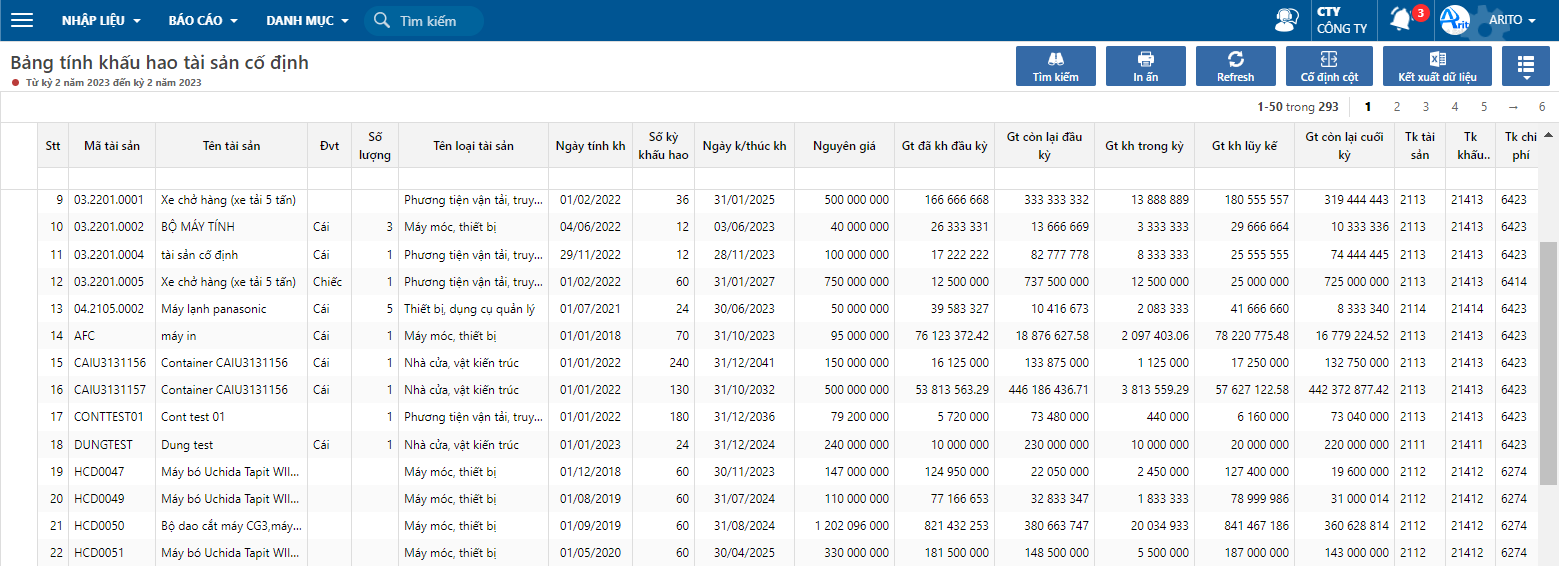 NHẬP LIỆU BÁO CÁO DANH MỤC Tìm kiếm CTY CÔNG TY 3 Arit ARITO
Bảng tính khấu hao tài sản cố định
Từ kỳ 2 năm 2023 đến kỳ 2 năm 2023
Tìm kiếm In ấn Refresh Cố định cột Kết xuất dữ liệu
1-50 trong 293 1 2 3 4 5 → 6
Stt Mã tài sản Tên tài sản Đvt Số lượng Tên loại tài sản Ngày tính kh Số kỳ khấu hao Ngày k/thúc kh Nguyên giá Gt đã kh đầu kỳ Gt còn lại đầu kỳ Gt kh trong kỳ Gt kh lũy kế Gt còn lại cuối kỳ Tk tài sản Tk khấu.. Tk chi phí
9 03.2201.0001 Xe chở hàng (xe tải 5 tấn) Phương tiện vận tải, truy... 01/02/2022 36 31/01/2025 500 000 000 166 666 668 333 333 332 13 888 889 180 555 557 319 444 443 2113 21413 6423
10 03.2201.0002 BỘ MÁY TÍNH Cái 3 Máy móc, thiết bị 04/06/2022 12 03/06/2023 40 000 000 26 333 331 13 666 669 3 333 333 29 666 664 10 333 336 2113 21413 6423
11 03.2201.0004 tài sản cố định Cái 1 Phương tiện vận tải, truy... 29/11/2022 12 28/11/2023 100 000 000 17 222 222 82 777 778 8 333 333 25 555 555 74 444 445 2113 21413 6423
12 03.2201.0005 Xe chở hàng (xe tải 5 tấn) Chiếc 1 Phương tiện vận tải, truy... 01/02/2022 60 31/01/2027 750 000 000 12 500 000 737 500 000 12 500 000 25 000 000 725 000 000 2113 21413 6414
13 04.2105.0002 Máy lạnh panasonic Cái 5 Thiết bị, dụng cụ quản lý 01/07/2021 24 30/06/2023 50 000 000 39 583 327 10 416 673 2 083 333 41 666 660 8 333 340 2114 21414 6423
14 AFC máy in Cái 1 Máy móc, thiết bị 01/01/2018 70 31/10/2023 95 000 000 76 123 372.42 18 876 627.58 2 097 403.06 78 220 775.48 16 779 224.52 2113 21413 6423
15 CAIU3131156 Container CAIU3131156 Cái 1 Nhà cửa, vật kiến trúc 01/01/2022 240 31/12/2041 150 000 000 16 125 000 133 875 000 1 125 000 17 250 000 132 750 000 2113 21413 6423
16 CAIU3131157 Container CAIU3131156 Cái 1 Nhà cửa, vật kiến trúc 01/01/2022 130 31/10/2032 500 000 000 53 813 563.29 446 186 436.71 3 813 559.29 57 627 122.58 442 372 877.42 2113 21413 6423
17 CONTTEST01 Cont test 01 1 Phương tiện vận tải, truy... 01/01/2022 180 31/12/2036 79 200 000 5 720 000 73 480 000 440 000 6 160 000 73 040 000 2113 21413 6423
18 DUNGTEST Dung test Cái 1 Nhà cửa, vật kiến trúc 01/01/2023 24 31/12/2024 240 000 000 10 000 000 230 000 000 10 000 000 20 000 000 220 000 000 2111 21411 6423
19 HCD0047 Máy bó Uchida Tapit WII... Máy móc, thiết bị 01/12/2018 60 30/11/2023 147 000 000 124 950 000 22 050 000 2 450 000 127 400 000 19 600 000 2112 21412 6274
20 HCD0049 Máy bó Uchida Tapit WII... Máy móc, thiết bị 01/08/2019 60 31/07/2024 110 000 000 77 166 653 32 833 347 1 833 333 78 999 986 31 000 014 2112 21412 6274
21 HCD0050 Bộ dao cắt máy CG3,máy... Máy móc, thiết bị 01/09/2019 60 31/08/2024 1 202 096 000 821 432 253 380 663 747 20 034 933 841 467 186 360 628 814 2112 21412 6274
22 HCD0051 Máy bó Uchida Tapit WII... Máy móc, thiết bị 01/05/2020 60 30/04/2025 330 000 000 181 500 000 148 500 000 5 500 000 187 000 000 143 000 000 2112 21412 6274